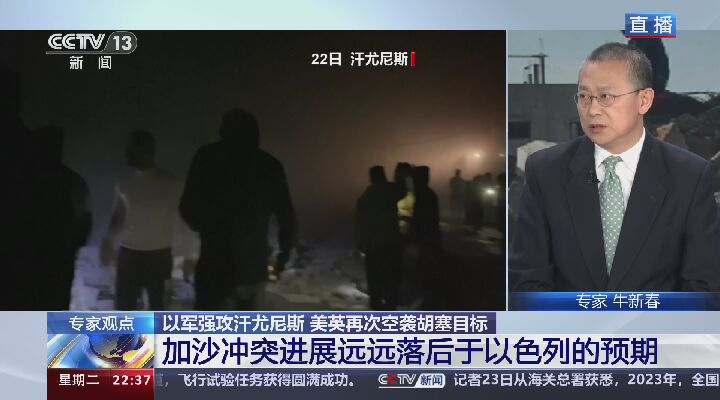 CCTV 13
新闻
22日 汗尤尼斯
直播
专家 牛新春
专家观点
以军强攻汗尤尼斯 美英再次空袭胡塞目标
加沙冲突进展远远落后于以色列的预期
星期二 22:37
道，飞行试验任务获得圆满成功。 CCTV 新闻 记者23日从海关总署获悉，2023年，全国